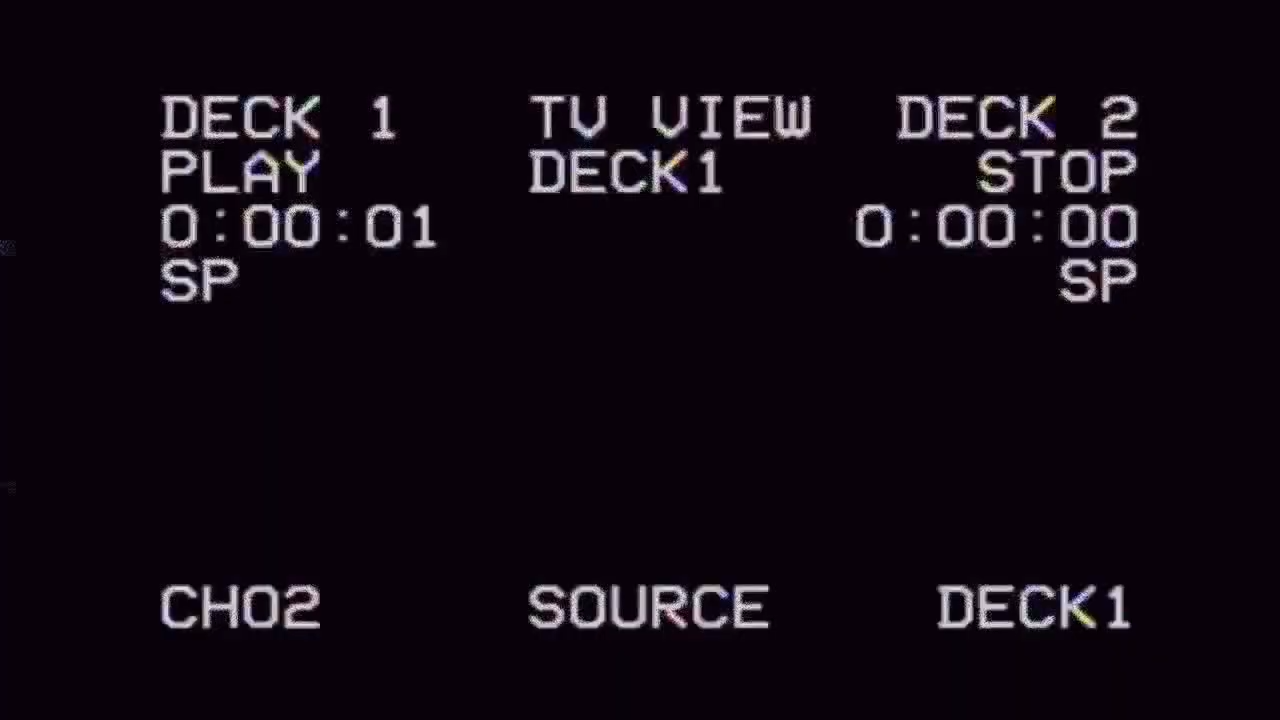 DECK 1 TV VIEW DECK 2
PLAY DECK1 STOP
0:00:01 0:00:00
SP SP
CH02 SOURCE DECK1